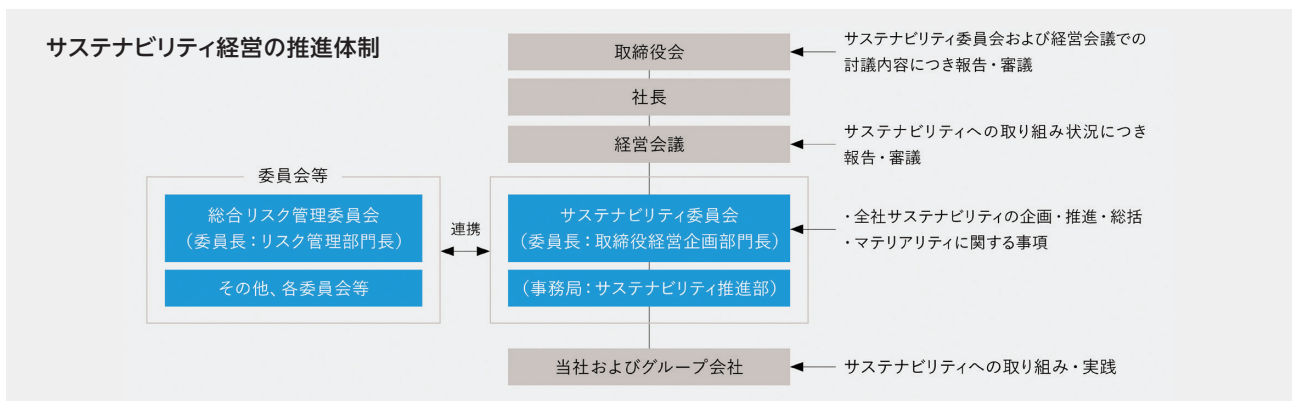 サステナビリティ経営の推進体制
取締役会
サステナビリティ委員会および経営会議での
討議内容につき報告・審議
社長
経営会議
サステナビリティへの取り組み状況につき
報告・審議
委員会等
総合リスク管理委員会
（委員長：リスク管理部門長）
その他、各委員会等
連携
サステナビリティ委員会
（委員長：取締役経営企画部門長）
（事務局：サステナビリティ推進部）
・全社サステナビリティの企画・推進・総括
・マテリアリティに関する事項
当社およびグループ会社
サステナビリティへの取り組み・実践